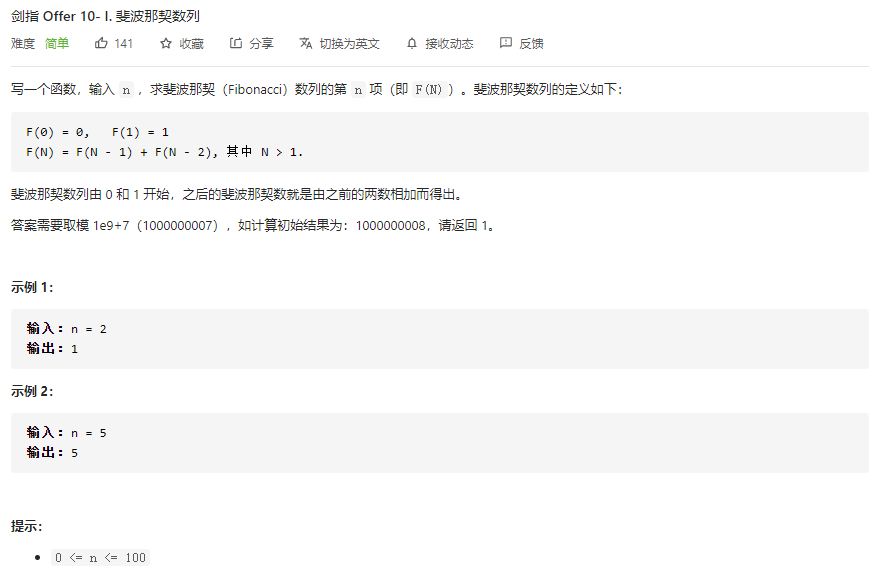 剑指 Offer 10- I. 斐波那契数列
难度 简单 141 收藏 分享 切换为英文 接收动态 反馈
写一个函数，输入 n ，求斐波那契（Fibonacci）数列的第 n 项（即 F(N)）。斐波那契数列的定义如下：
F(0) = 0, F(1) = 1
F(N) = F(N - 1) + F(N - 2), 其中 N > 1.
斐波那契数列由 0 和 1 开始，之后的斐波那契数就是由之前的两数相加而得出。
答案需要取模 1e9+7（1000000007），如计算初始结果为：1000000008，请返回 1。
示例 1：
输入：n = 2
输出：1
示例 2：
输入：n = 5
输出：5
提示：
0 <= n <= 100